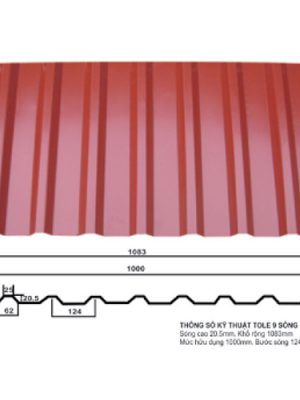 1083
1000
25
20.5
62
124
THÔNG SỐ KỸ THUẬT TOLE 9 SÓNG
Sóng cao 20.5mm, Khổ rộng 1083mm
Mức hữu dụng 1000mm. Bước sóng 124